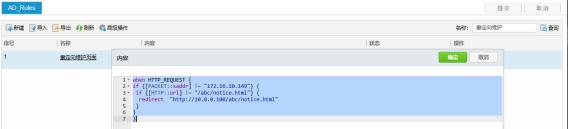 AD_Rules 提交 取消
新建 导入 导出 刷新 高级操作 名称: 重定向维护 查询
序号 名称 内容 状态 操作
1 重定向维护页面 内容 确定 取消
1 when HTTP_REQUEST {
2 if {[PACKET::saddr] != "172.16.10.149"} {
3 if {[HTTP::url] != "/abc/notice.html"} {
4 redirect "http://10.0.0.100/abc/notice.html"
5 }
6 }
7 }